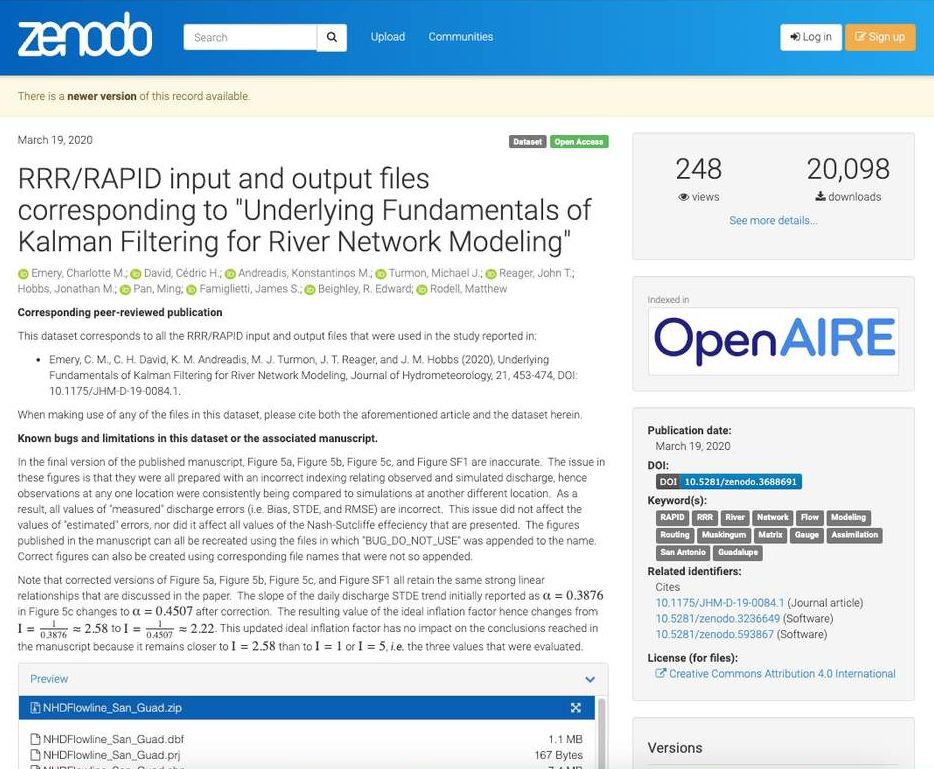 zenodo
Search
Upload
Communities
Log in
Sign up
There is a newer version of this record available.
March 19, 2020
Dataset
Open Access
RRR/RAPID input and output files
corresponding to "Underlying Fundamentals of
Kalman Filtering for River Network Modeling"
Emery, Charlotte M.; David, Cédric H.; Andreadis, Konstantinos M.; Turmon, Michael J.; Reager, John T.;
Hobbs, Jonathan M.; Pan, Ming; Famiglietti, James S.; Beighley, R. Edward; Rodell, Matthew
Corresponding peer-reviewed publication
This dataset corresponds to all the RRR/RAPID input and output files that were used in the study reported in:
• Emery, C. M., C. H. David, K. M. Andreadis, M. J. Turmon, J. T. Reager, and J. M. Hobbs (2020), Underlying
Fundamentals of Kalman Filtering for River Network Modeling, Journal of Hydrometeorology, 21, 453-474, DOI:
10.1175/JHM-D-19-0084.1.
When making use of any of the files in this dataset, please cite both the aforementioned article and the dataset herein.
Known bugs and limitations in this dataset or the associated manuscript.
In the final version of the published manuscript, Figure 5a, Figure 5b, Figure 5c, and Figure SF1 are inaccurate. The issue in
these figures is that they were all prepared with an incorrect indexing relating observed and simulated discharge, hence
observations at any one location were consistently being compared to simulations at another different location. As a
result, all values of "measured" discharge errors (i.e. Bias, STDE, and RMSE) are incorrect. This issue did not affect the
values of "estimated" errors, nor did it affect all values of the Nash-Sutcliffe effeciency that are presented. The figures
published in the manuscript can all be recreated using the files in which "BUG_DO_NOT_USE" was appended to the name.
Correct figures can also be created using corresponding file names that were not so appended.
Note that corrected versions of Figure 5a, Figure 5b, Figure 5c, and Figure SF1 all retain the same strong linear
relationships that are discussed in the paper. The slope of the daily discharge STDE trend initially reported as α = 0.3876
in Figure 5c changes to α = 0.4507 after correction. The resulting value of the ideal inflation factor hence changes from
I = 1/0.3876 ≈ 2.58 to I = 1/0.4507 ≈ 2.22. This updated ideal inflation factor has no impact on the conclusions reached in
the manuscript because it remains closer to I = 2.58 than to I = 1 or I = 5, i.e. the three values that were evaluated.
Preview
NHDFlowline_San_Guad.zip
NHDFlowline_San_Guad.dbf 1.1 MB
NHDFlowline_San_Guad.prj 167 Bytes
248
views
20,098
downloads
See more details...
Indexed in
OpenAIRE
Publication date:
March 19, 2020
DOI:
DOI 10.5281/zenodo.3688691
Keyword(s):
RAPID RRR River Network Flow Modeling
Routing Muskingum Matrix Gauge Assimilation
San Antonio Guadalupe
Related identifiers:
Cites
10.1175/JHM-D-19-0084.1 (Journal article)
10.5281/zenodo.3236649 (Software)
10.5281/zenodo.593867 (Software)
License (for files):
Creative Commons Attribution 4.0 International
Versions